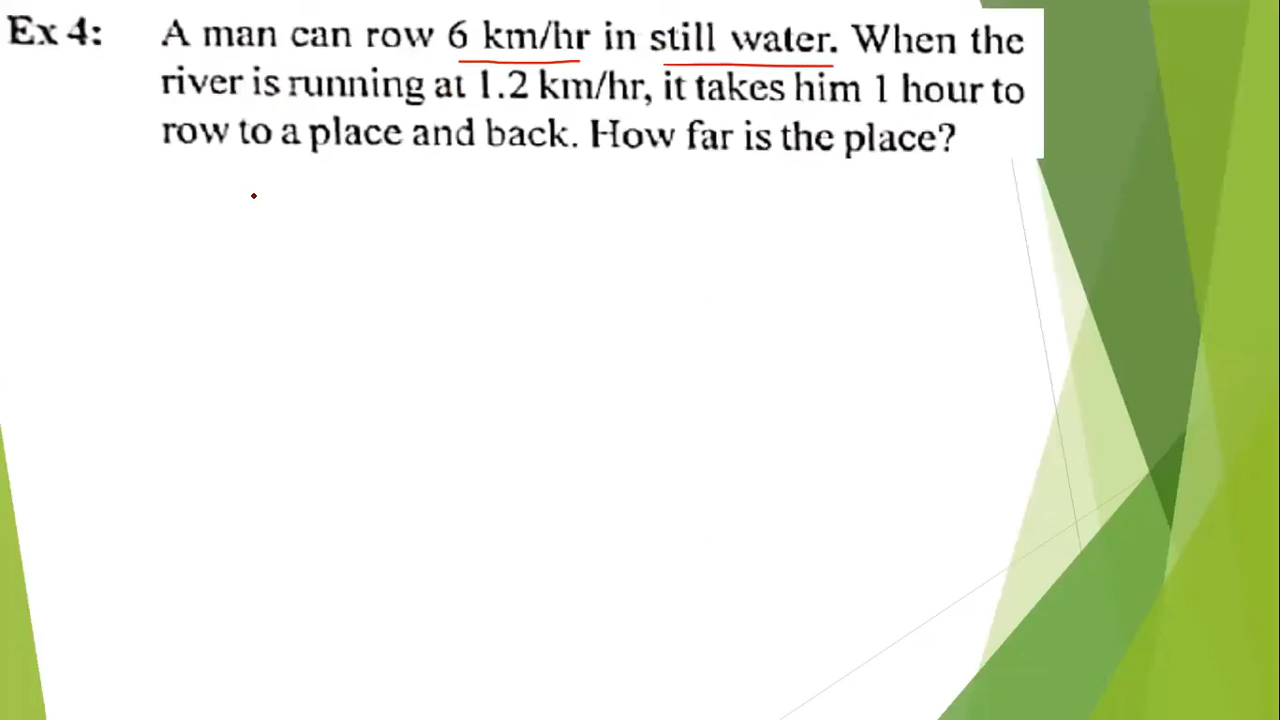 Ex 4: A man can row 6 km/hr in still water. When the
river is running at 1.2 km/hr, it takes him 1 hour to
row to a place and back. How far is the place?